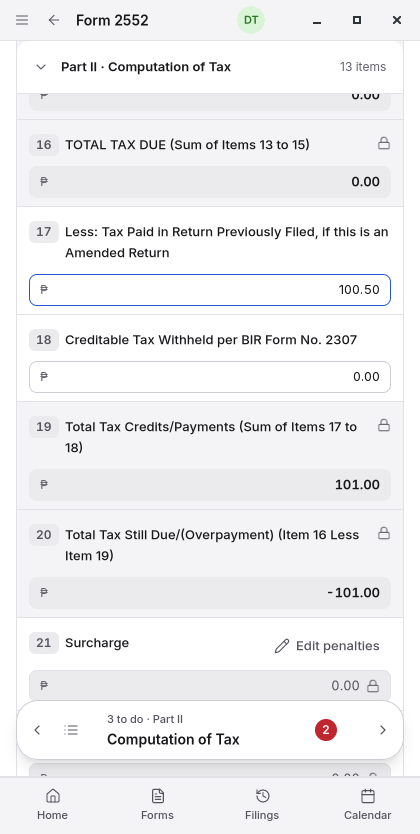 Form 2552
DT
Part II · Computation of Tax
13 items
0.00
16 TOTAL TAX DUE (Sum of Items 13 to 15)
₱ 0.00
17 Less: Tax Paid in Return Previously Filed, if this is an
Amended Return
₱ 100.50
18 Creditable Tax Withheld per BIR Form No. 2307
₱ 0.00
19 Total Tax Credits/Payments (Sum of Items 17 to
18)
₱ 101.00
20 Total Tax Still Due/(Overpayment) (Item 16 Less
Item 19)
₱ -101.00
21 Surcharge
Edit penalties
₱ 0.00
3 to do · Part II
Computation of Tax
2
Home
Forms
Filings
Calendar